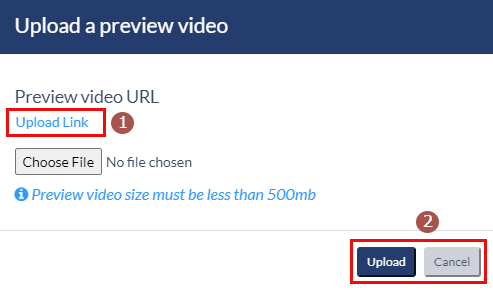 Upload a preview video
Preview video URL
Upload Link 1
Choose File No file chosen
Preview video size must be less than 500mb
2
Upload Cancel